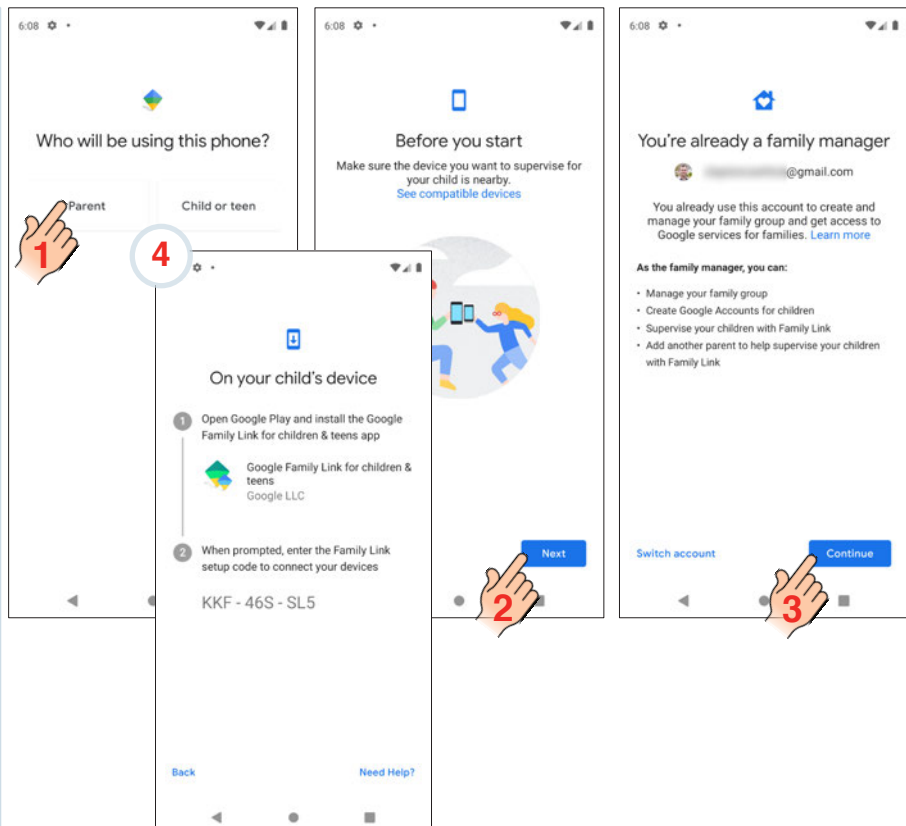 6:08
Who will be using this phone?
Parent
Child or teen
1
6:08
Before you start
Make sure the device you want to supervise for
your child is nearby.
See compatible devices
Next
2
6:08
You're already a family manager
@gmail.com
You already use this account to create and
manage your family group and get access to
Google services for families. Learn more
As the family manager, you can:
• Manage your family group
• Create Google Accounts for children
• Supervise your children with Family Link
• Add another parent to help supervise your children
with Family Link
Switch account
Continue
3
4
On your child's device
1
Open Google Play and install the Google
Family Link for children & teens app
Google Family Link for children &
teens
Google LLC
2
When prompted, enter the Family Link
setup code to connect your devices
KKF - 46S - SL5
Back
Need Help?